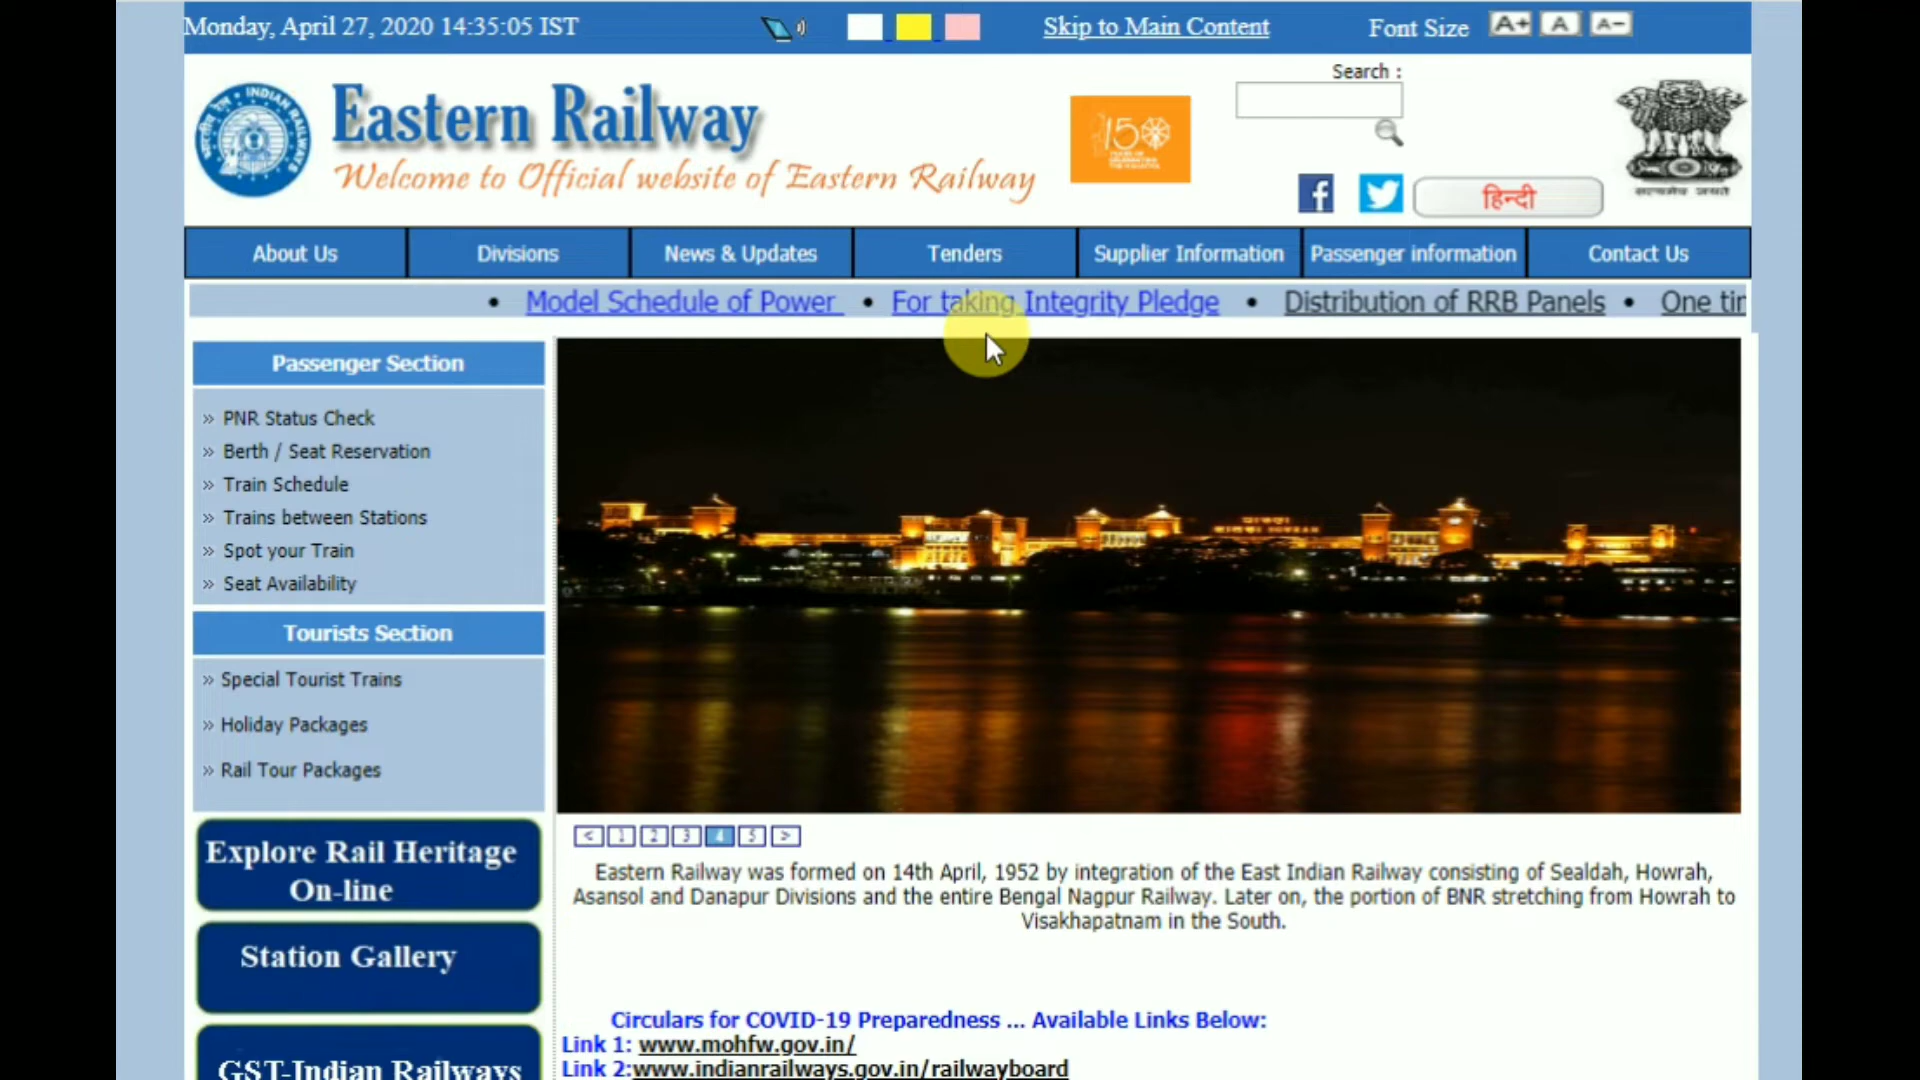 Monday, April 27, 2020 14:35:05 IST
Skip to Main Content
Font Size A+ A A-
Search :
Eastern Railway
Welcome to Official website of Eastern Railway
150
हिन्दी
सत्यमेव जयते
About Us Divisions News & Updates Tenders Supplier Information Passenger information Contact Us
• Model Schedule of Power • For taking Integrity Pledge • Distribution of RRB Panels • One tir
Passenger Section
» PNR Status Check
» Berth / Seat Reservation
» Train Schedule
» Trains between Stations
» Spot your Train
» Seat Availability
Tourists Section
» Special Tourist Trains
» Holiday Packages
» Rail Tour Packages
Explore Rail Heritage
On-line
Station Gallery
GST-Indian Railways
< 1 2 3 4 5 >
Eastern Railway was formed on 14th April, 1952 by integration of the East Indian Railway consisting of Sealdah, Howrah,
Asansol and Danapur Divisions and the entire Bengal Nagpur Railway. Later on, the portion of BNR stretching from Howrah to
Visakhapatnam in the South.
Circulars for COVID-19 Preparedness ... Available Links Below:
Link 1: www.mohfw.gov.in/
Link 2:www.indianrailways.gov.in/railwayboard